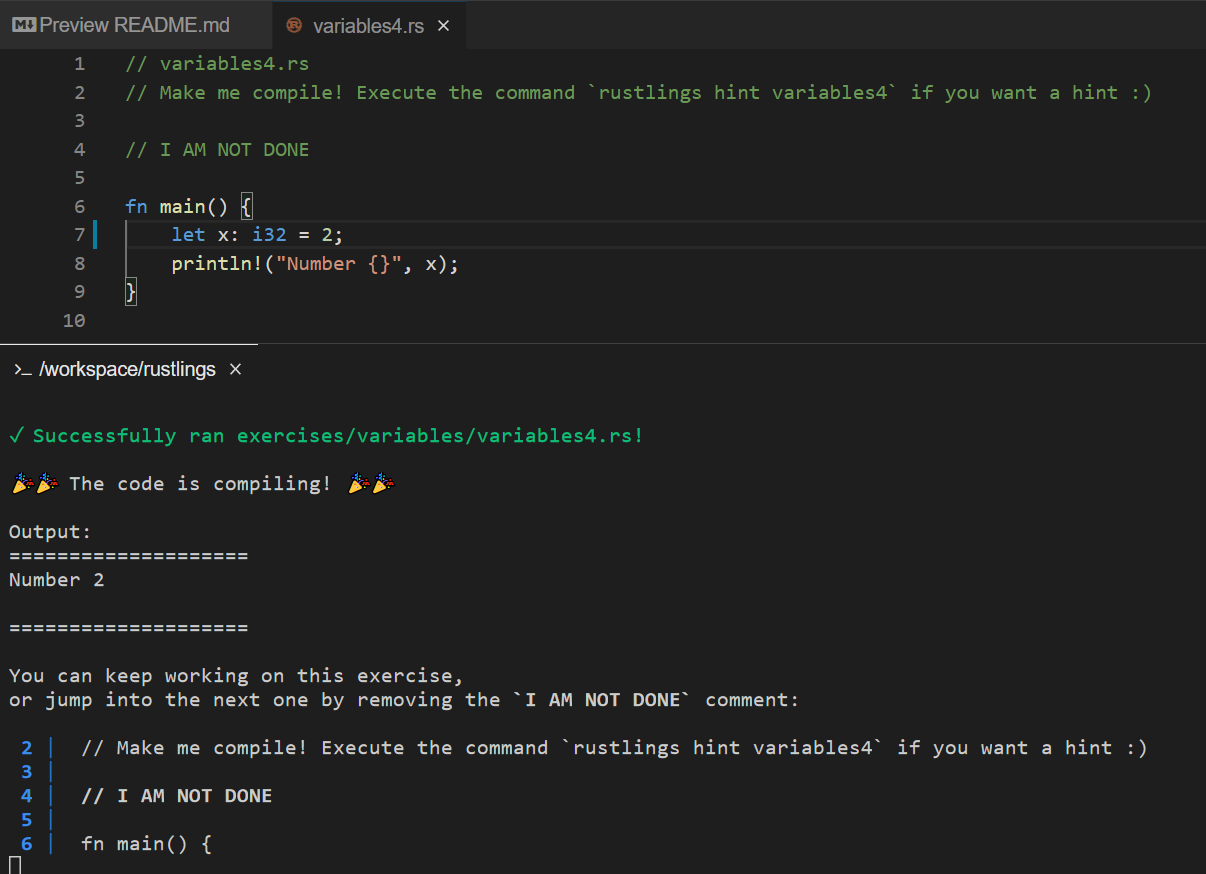 Preview README.md variables4.rs ×
1 // variables4.rs
2 // Make me compile! Execute the command `rustlings hint variables4` if you want a hint :)
3
4 // I AM NOT DONE
5
6 fn main() {
7     let x: i32 = 2;
8     println!("Number {}", x);
9 }
10
>_ /workspace/rustlings ×
✓ Successfully ran exercises/variables/variables4.rs!
🎉🎉 The code is compiling! 🎉🎉
Output:
====================
Number 2
====================
You can keep working on this exercise,
or jump into the next one by removing the `I AM NOT DONE` comment:
2 |  // Make me compile! Execute the command `rustlings hint variables4` if you want a hint :)
3 |
4 |  // I AM NOT DONE
5 |
6 |  fn main() {